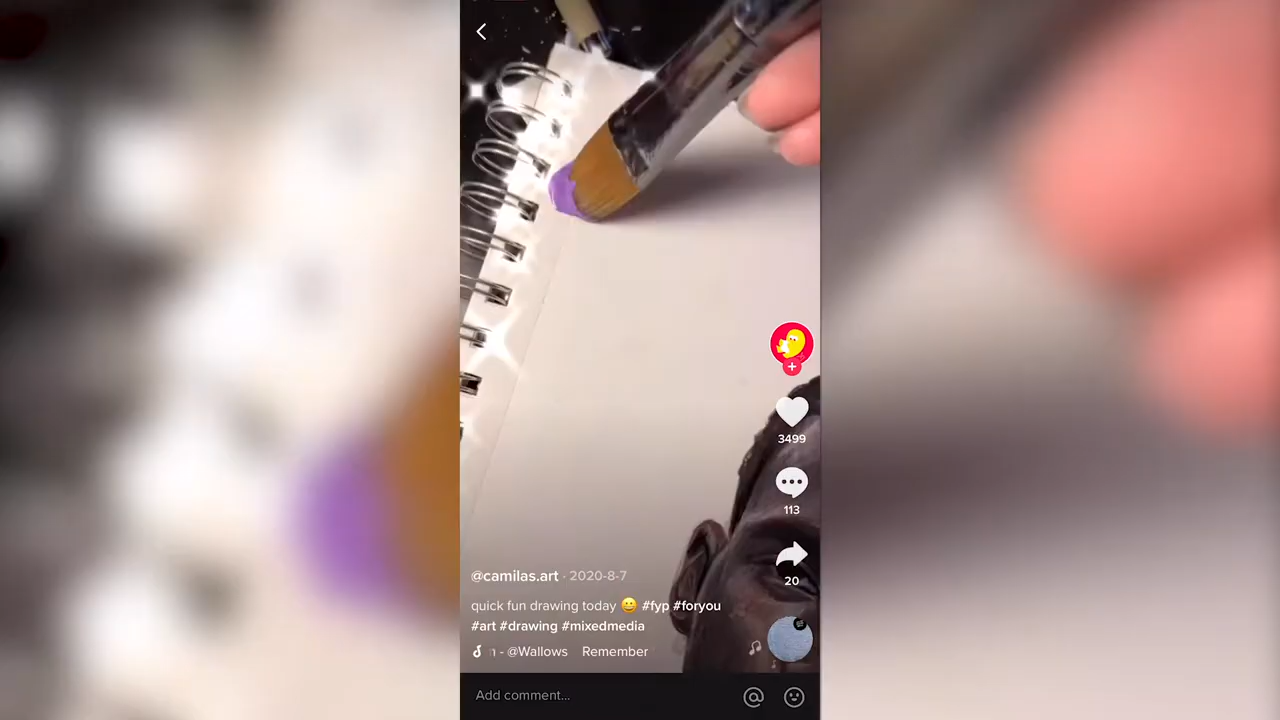 3499
113
20
@camilas.art · 2020-8-7
quick fun drawing today 😀 #fyp #foryou
#art #drawing #mixedmedia
- @Wallows Remember
Add comment...